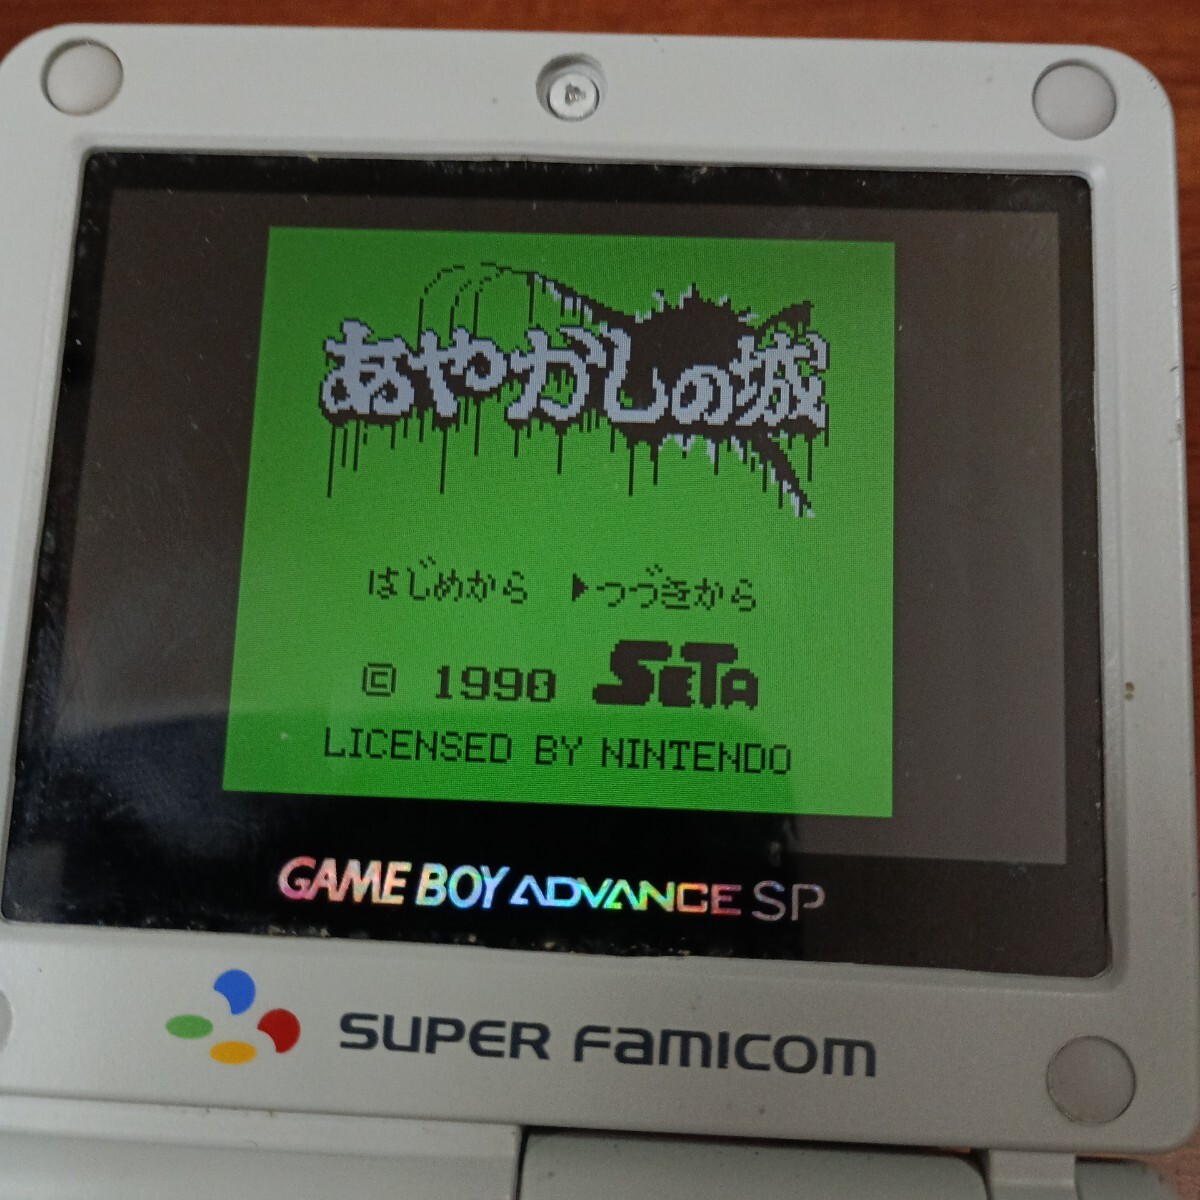 あやかしの城
はじめから ▶つづきから
© 1990 SETA
LICENSED BY NINTENDO
GAME BOY ADVANCE SP
SUPER FAMICOM